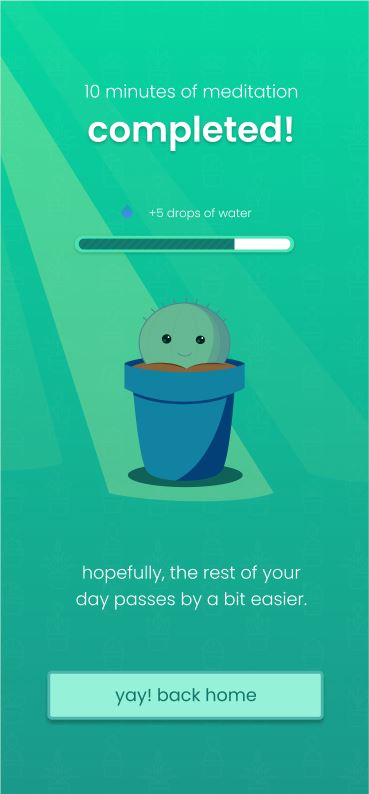 10 minutes of meditation
completed!
+5 drops of water
hopefully, the rest of your
day passes by a bit easier.
yay! back home